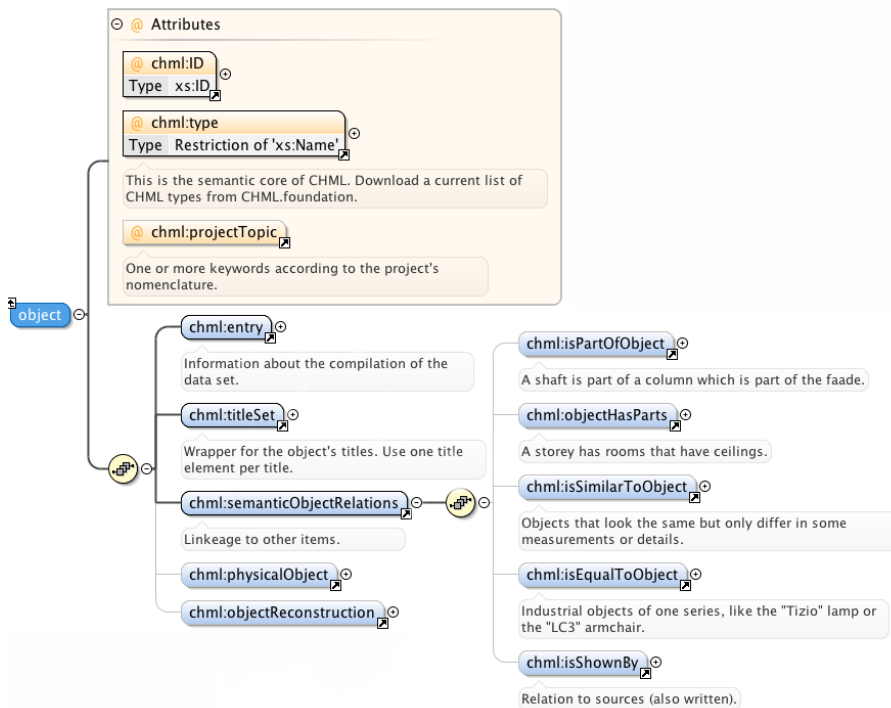 @ Attributes
@ chml:ID
Type xs:ID
@ chml:type
Type Restriction of 'xs:Name'
This is the semantic core of CHML. Download a current list of
CHML types from CHML.foundation.
@ chml:projectTopic
One or more keywords according to the project's
nomenclature.
object
chml:entry
Information about the compilation of the
data set.
chml:titleSet
Wrapper for the object's titles. Use one title
element per title.
chml:semanticObjectRelations
Linkeage to other items.
chml:physicalObject
chml:objectReconstruction
chml:isPartOfObject
A shaft is part of a column which is part of the faade.
chml:objectHasParts
A storey has rooms that have ceilings.
chml:isSimilarToObject
Objects that look the same but only differ in some
measurements or details.
chml:isEqualToObject
Industrial objects of one series, like the "Tizio" lamp or
the "LC3" armchair.
chml:isShownBy
Relation to sources (also written).